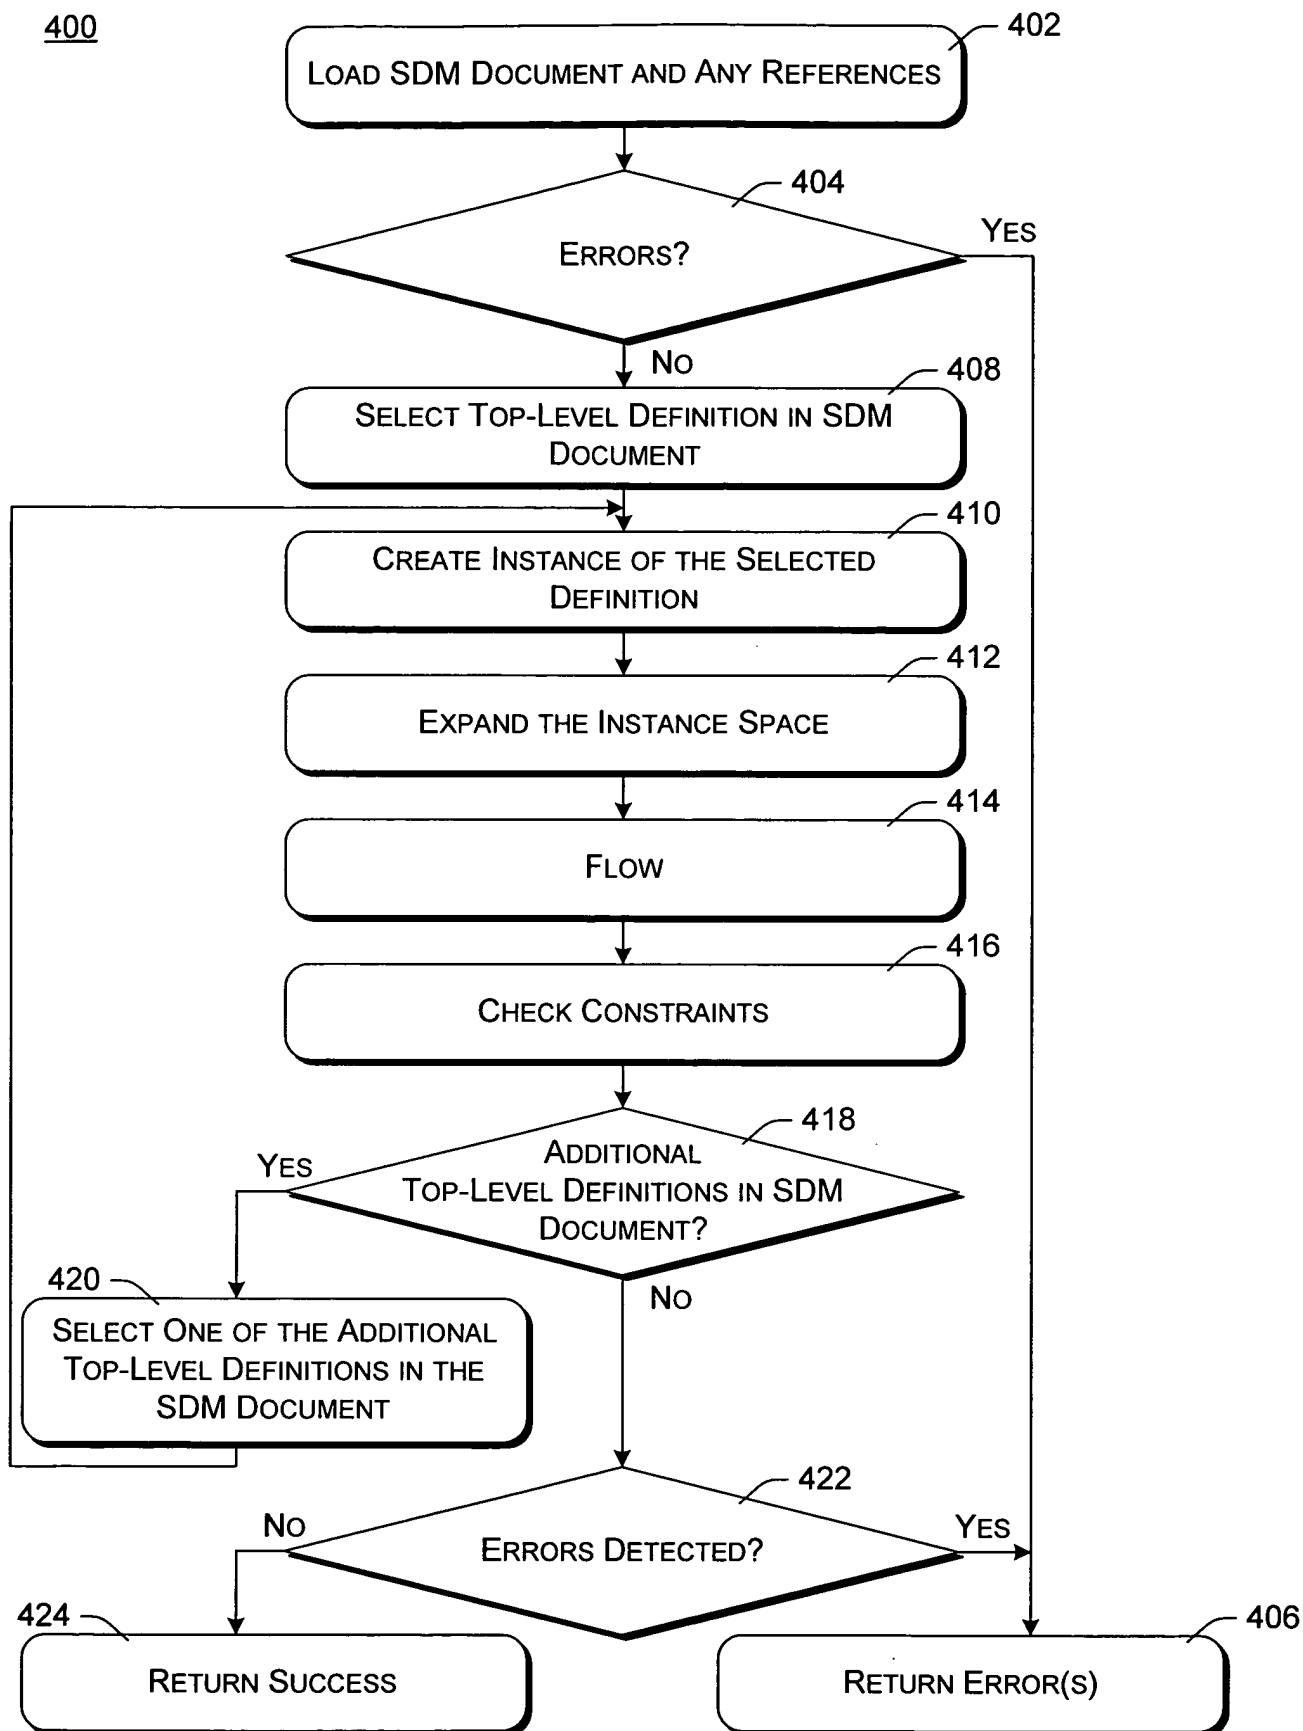 400
402
LOAD SDM DOCUMENT AND ANY REFERENCES
404
ERRORS?
YES
NO
408
SELECT TOP-LEVEL DEFINITION IN SDM
DOCUMENT
410
CREATE INSTANCE OF THE SELECTED
DEFINITION
412
EXPAND THE INSTANCE SPACE
414
FLOW
416
CHECK CONSTRAINTS
418
ADDITIONAL
TOP-LEVEL DEFINITIONS IN SDM
DOCUMENT?
YES
NO
420
SELECT ONE OF THE ADDITIONAL
TOP-LEVEL DEFINITIONS IN THE
SDM DOCUMENT
422
ERRORS DETECTED?
NO
YES
424
RETURN SUCCESS
406
RETURN ERROR(S)